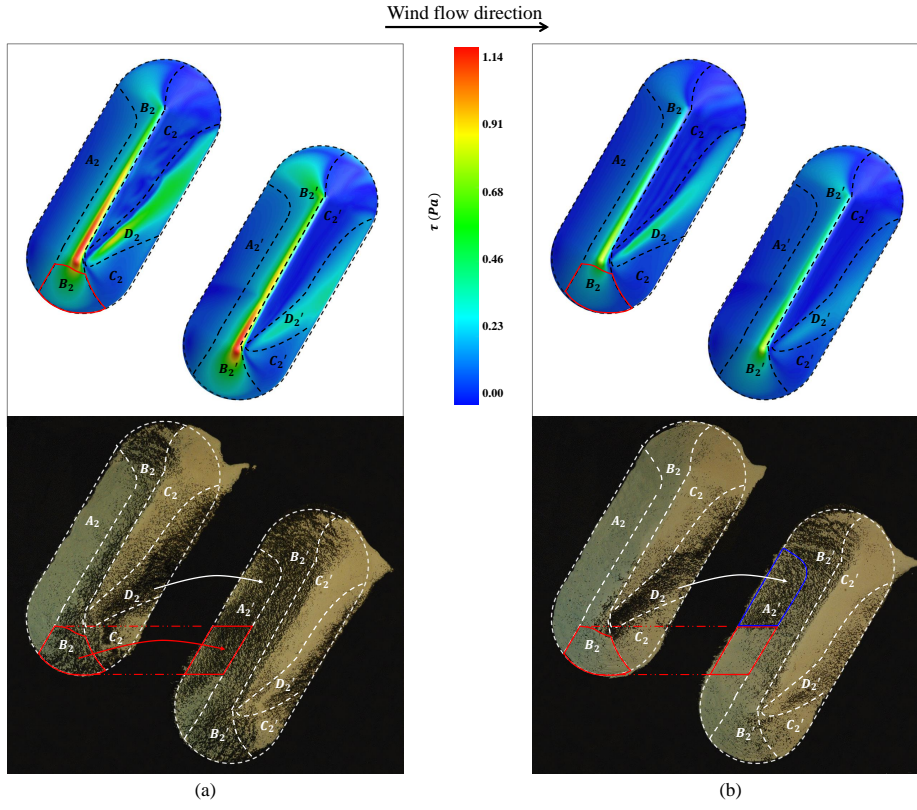 Wind flow direction
1.14
0.91
0.68
0.46
0.23
0.00
τ (Pa)
B₂
C₂
A₂
D₂
B₂
C₂
B₂'
C₂'
A₂'
D₂'
C₂'
B₂'
B₂
C₂
A₂
D₂
B₂
C₂
B₂'
C₂'
A₂'
D₂'
C₂'
B₂'
B₂
C₂
A₂
D₂
B₂
C₂
B₂'
C₂'
A₂'
D₂'
C₂'
B₂'
B₂
C₂
A₂
D₂
B₂
C₂
B₂'
C₂'
A₂'
D₂'
C₂'
B₂'
(a)
(b)